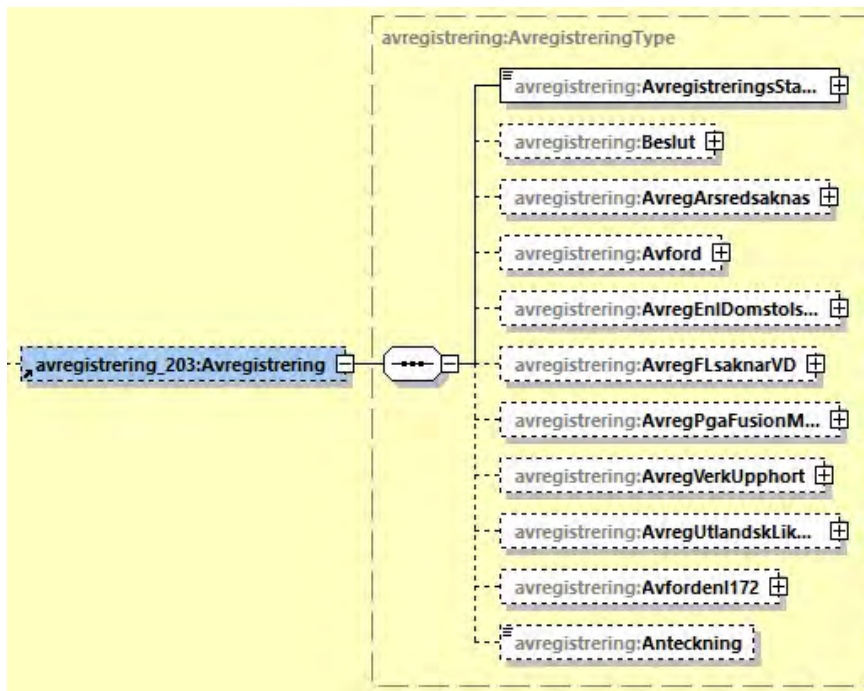 avregistrering:AvregistreringType
avregistrering:AvregistreringsSta...
avregistrering:Beslut
avregistrering:AvregArsredsaknas
avregistrering:Avford
avregistrering:AvregEnlDomstols...
avregistrering_203:Avregistrering
avregistrering:AvregFLsaknarVD
avregistrering:AvregPgaFusionM...
avregistrering:AvregVerkUpphort
avregistrering:AvregUtlandskLik...
avregistrering:Avfordenl172
avregistrering:Anteckning